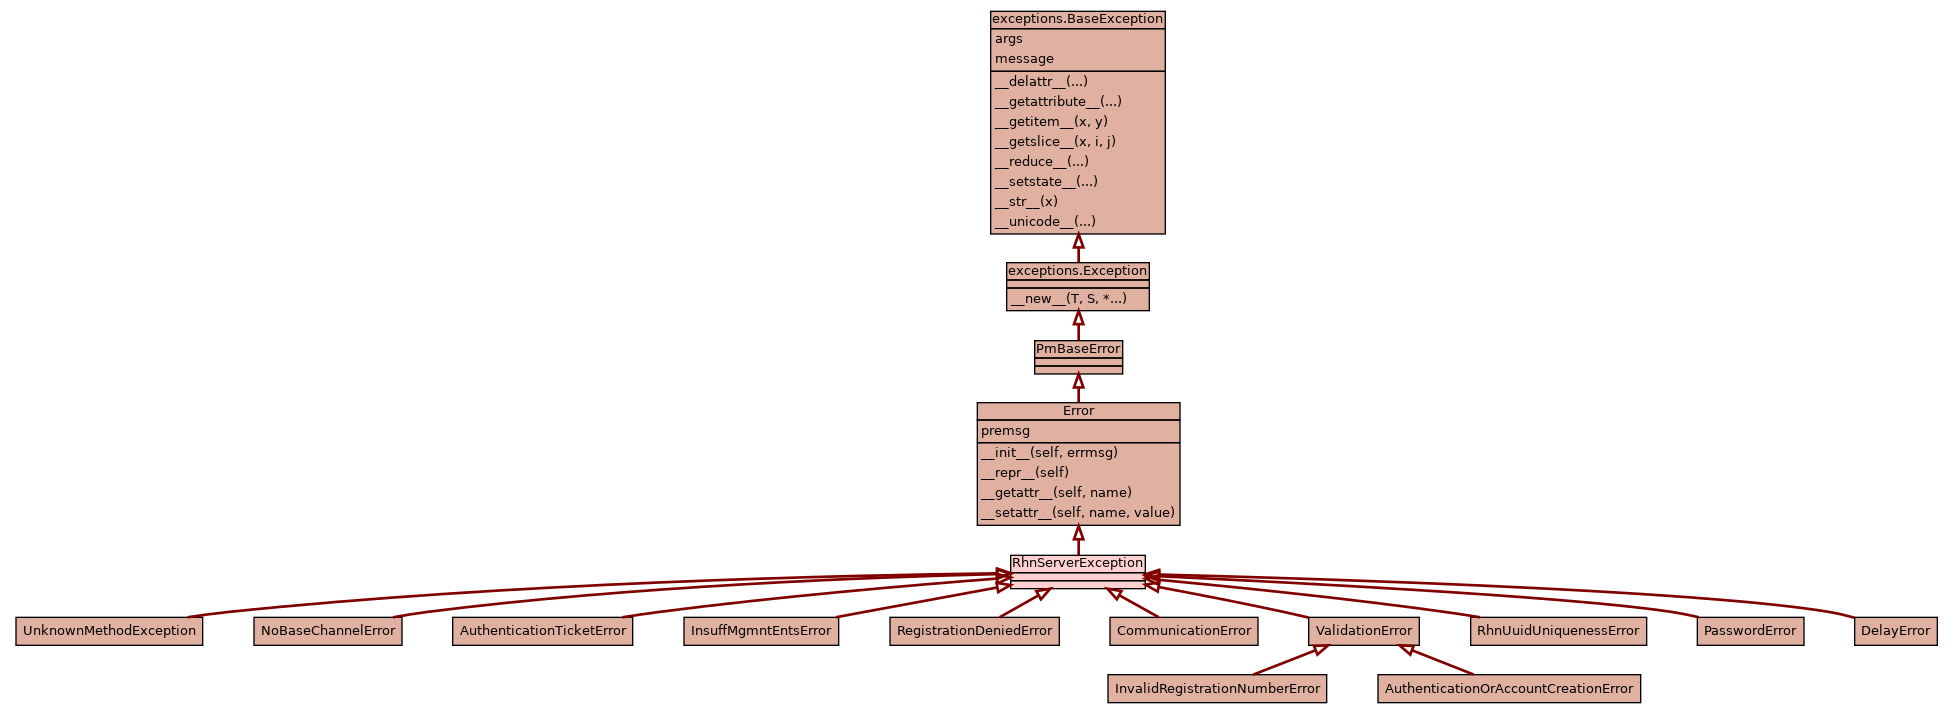 exceptions.BaseException
args
message
__delattr__(...)
__getattribute__(...)
__getitem__(x, y)
__getslice__(x, i, j)
__reduce__(...)
__setstate__(...)
__str__(x)
__unicode__(...)
exceptions.Exception
__new__(T, S, *...)
PmBaseError
Error
premsg
__init__(self, errmsg)
__repr__(self)
__getattr__(self, name)
__setattr__(self, name, value)
RhnServerException
UnknownMethodException
NoBaseChannelError
AuthenticationTicketError
InsuffMgmntEntsError
RegistrationDeniedError
CommunicationError
ValidationError
RhnUuidUniquenessError
PasswordError
DelayError
InvalidRegistrationNumberError
AuthenticationOrAccountCreationError